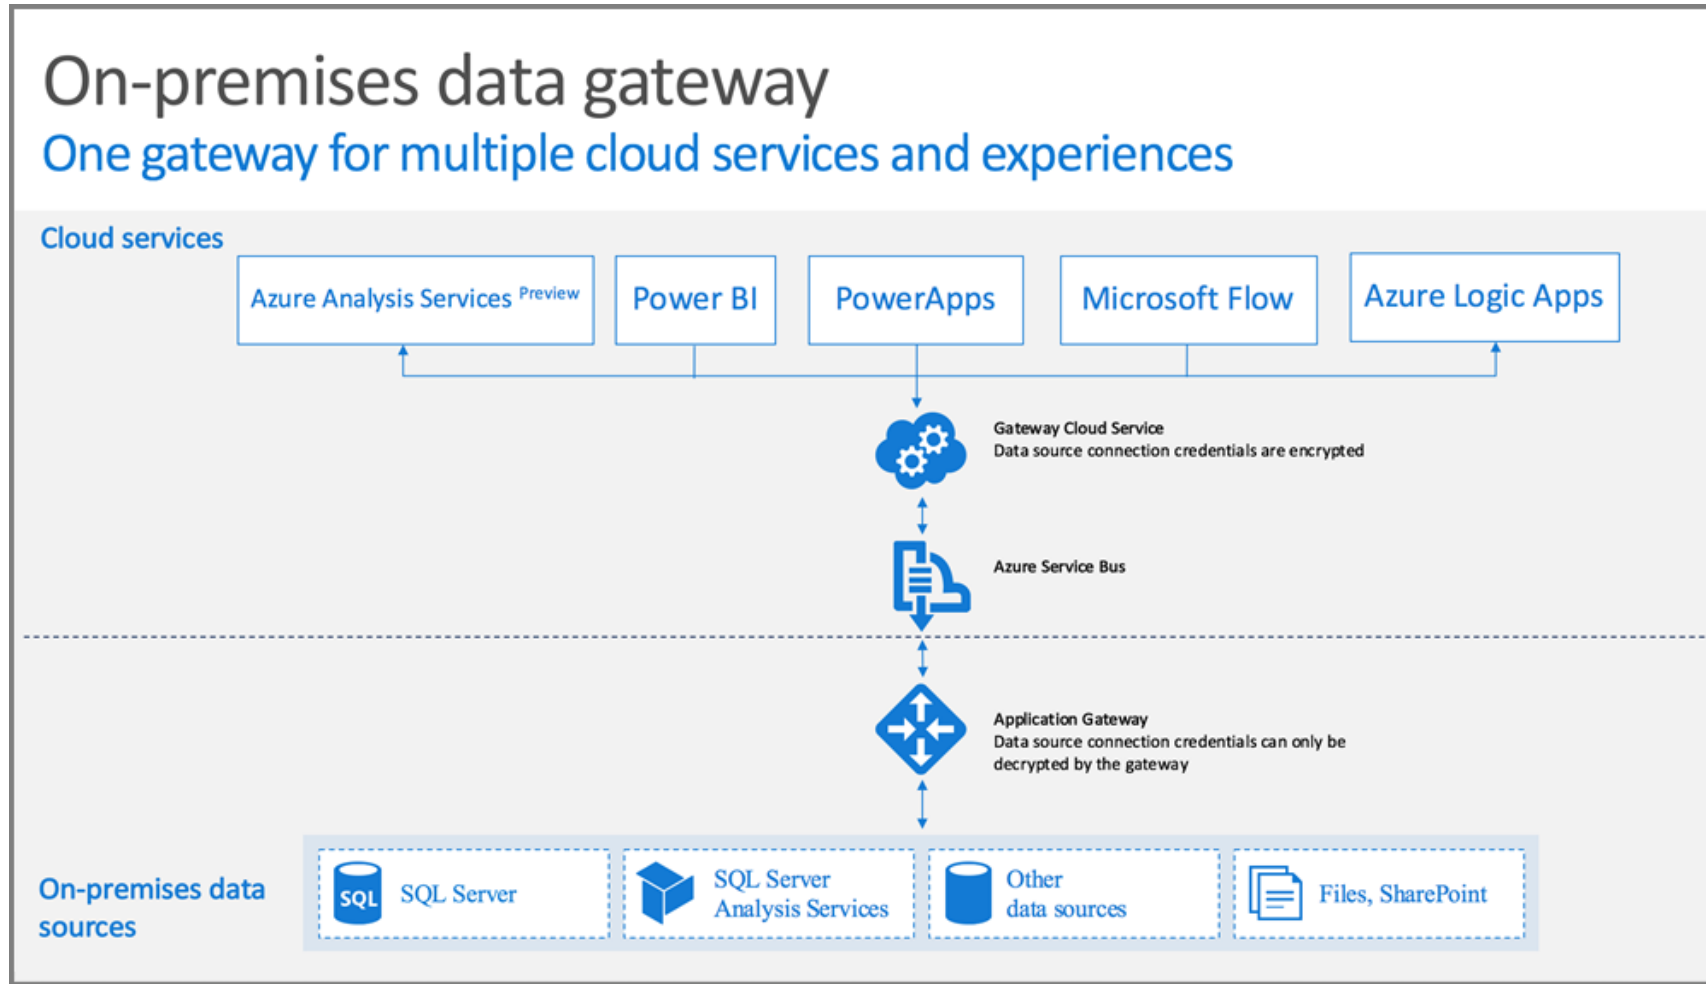 On-premises data gateway
One gateway for multiple cloud services and experiences
Cloud services
Azure Analysis Services Preview
Power BI
PowerApps
Microsoft Flow
Azure Logic Apps
Gateway Cloud Service
Data source connection credentials are encrypted
Azure Service Bus
Application Gateway
Data source connection credentials can only be
decrypted by the gateway
On-premises data
sources
SQL
SQL Server
SQL Server
Analysis Services
Other
data sources
Files, SharePoint